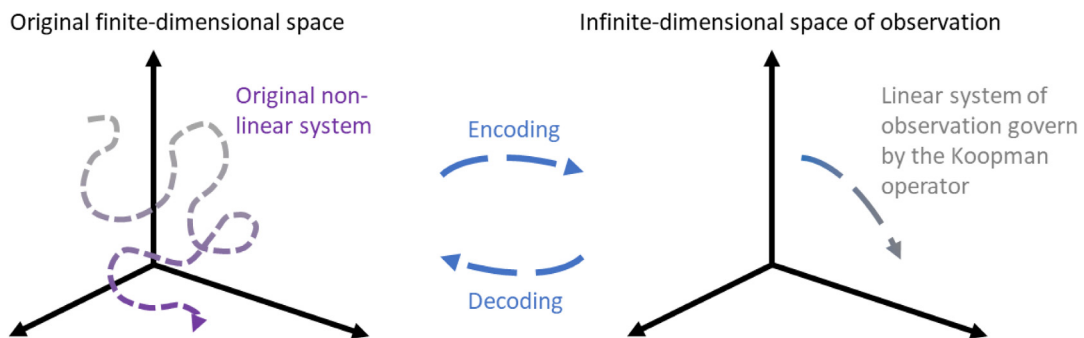 Original finite-dimensional space
Infinite-dimensional space of observation
Original non-
linear system
Encoding
Decoding
Linear system of
observation govern
by the Koopman
operator